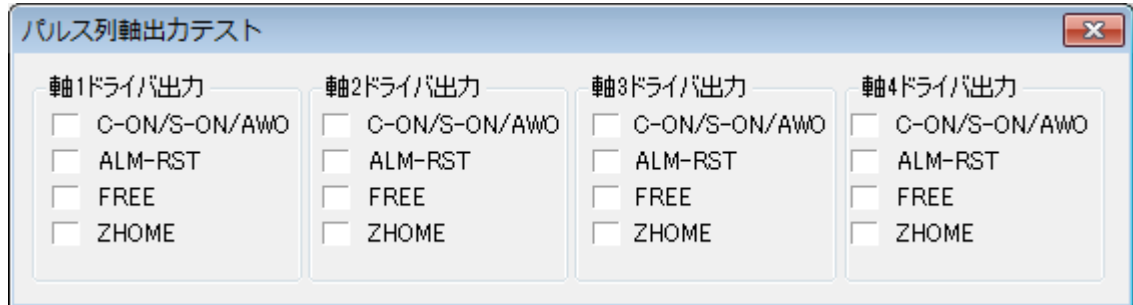 パルス列軸出力テスト
軸1ドライバ出力
C-ON/S-ON/AWO
ALM-RST
FREE
ZHOME
軸2ドライバ出力
C-ON/S-ON/AWO
ALM-RST
FREE
ZHOME
軸3ドライバ出力
C-ON/S-ON/AWO
ALM-RST
FREE
ZHOME
軸4ドライバ出力
C-ON/S-ON/AWO
ALM-RST
FREE
ZHOME